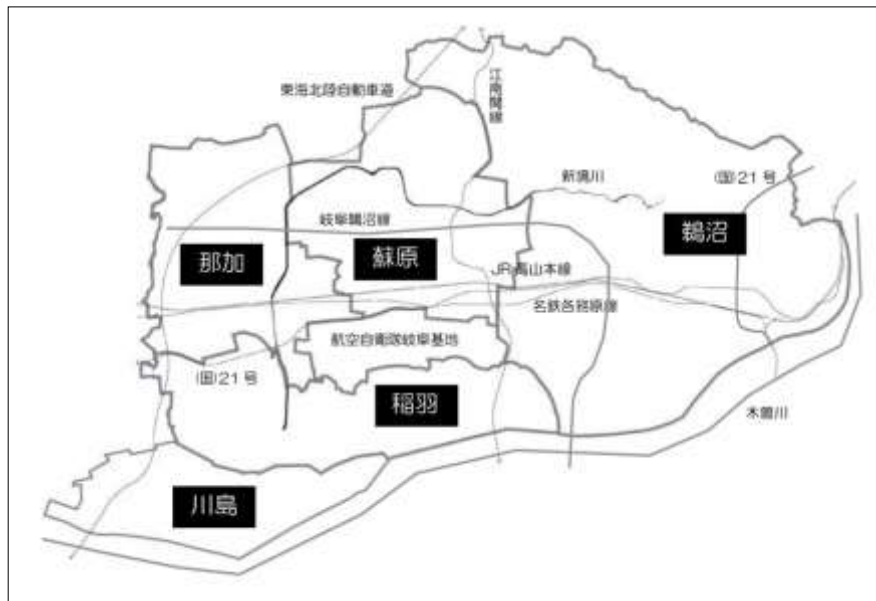 東海北陸自動車道
江南関線
新境川
(国)21号
岐阜鵜沼線
鵜沼
那加
蘇原
JR高山本線
名鉄各務原線
航空自衛隊岐阜基地
(国)21号
稲羽
木曽川
川島